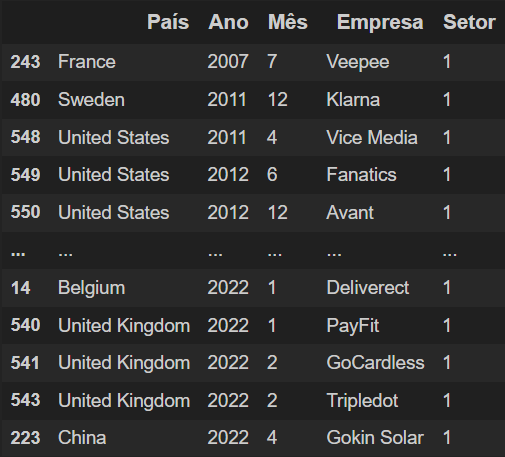 País Ano Mês Empresa Setor
243 France 2007 7 Veepee 1
480 Sweden 2011 12 Klarna 1
548 United States 2011 4 Vice Media 1
549 United States 2012 6 Fanatics 1
550 United States 2012 12 Avant 1
... ... ... ... ... ...
14 Belgium 2022 1 Deliverect 1
540 United Kingdom 2022 1 PayFit 1
541 United Kingdom 2022 2 GoCardless 1
543 United Kingdom 2022 2 Tripledot 1
223 China 2022 4 Gokin Solar 1